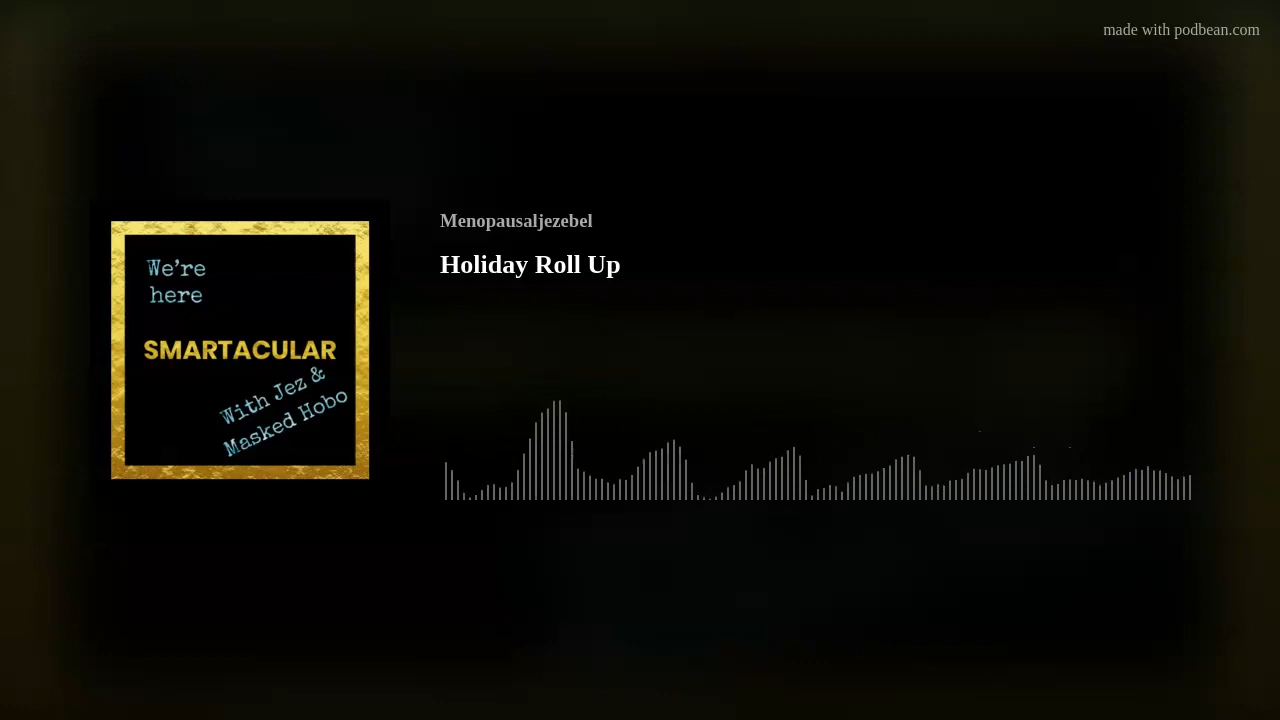 made with podbean.com
We're
here
SMARTACULAR
With Jez &
Masked Hobo
Menopausaljezebel
Holiday Roll Up